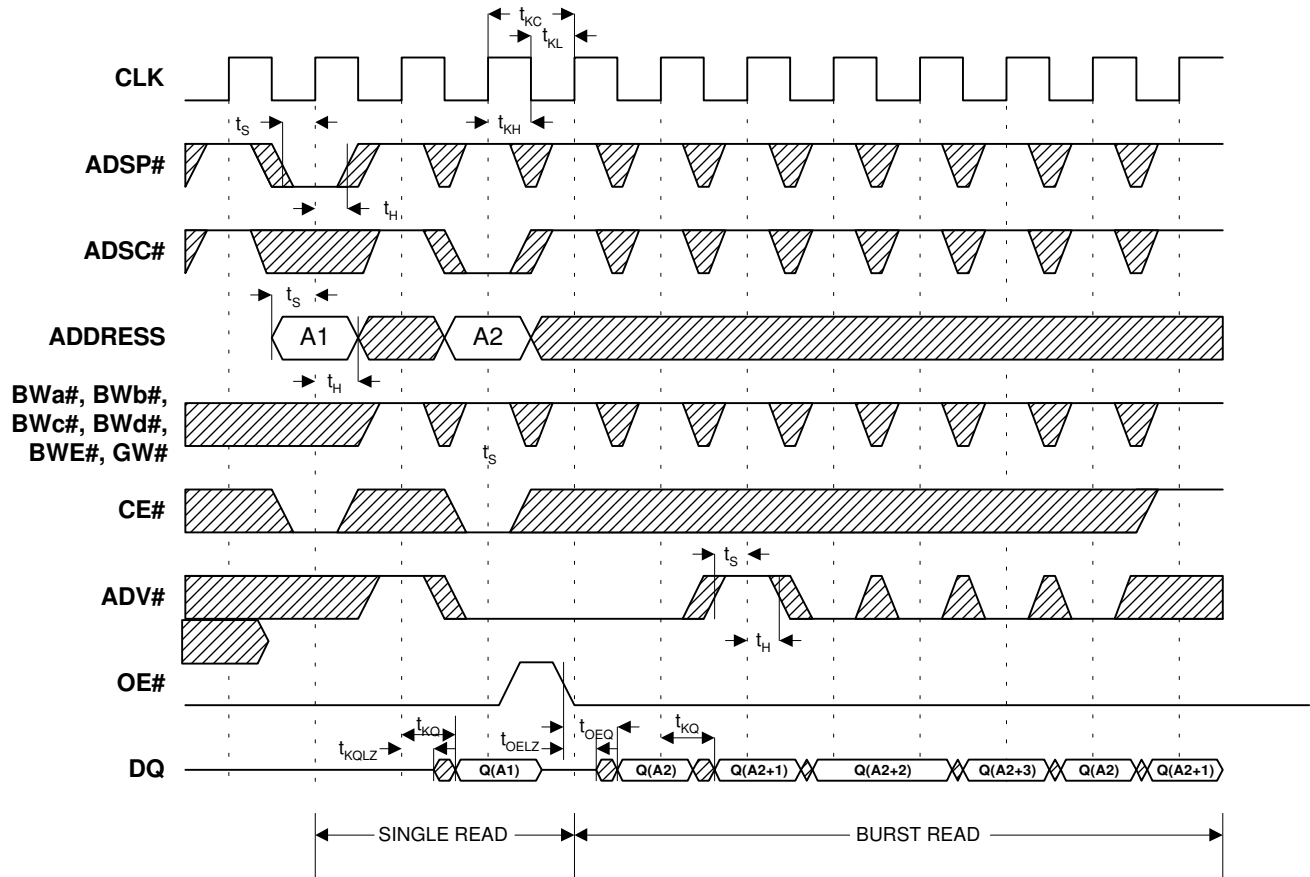 tKC
tKL
CLK
tS
tKH
ADSP#
tH
ADSC#
tS
ADDRESS
A1
A2
tH
BWa#, BWb#,
BWc#, BWd#,
BWE#, GW#
tS
CE#
tS
ADV#
tH
OE#
tKQ
tOEQ
tKQ
tKQLZ
tOELZ
DQ
Q(A1)
Q(A2)
Q(A2+1)
Q(A2+2)
Q(A2+3)
Q(A2)
Q(A2+1)
SINGLE READ
BURST READ